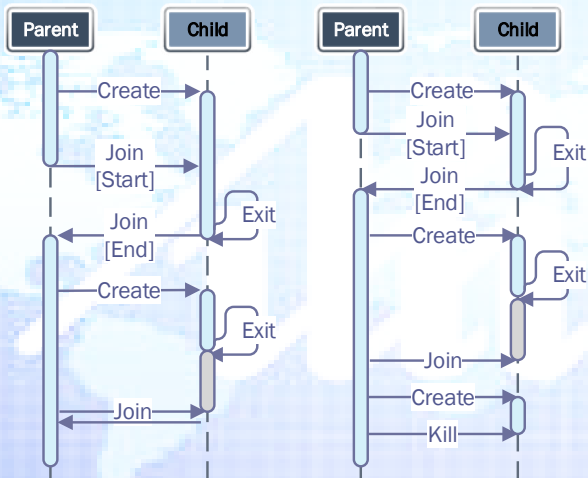 Parent
Child
Create
Join
[Start]
Exit
Join
[End]
Create
Exit
Join
Parent
Child
Create
Join
[Start]
Exit
Join
[End]
Create
Exit
Join
Create
Kill